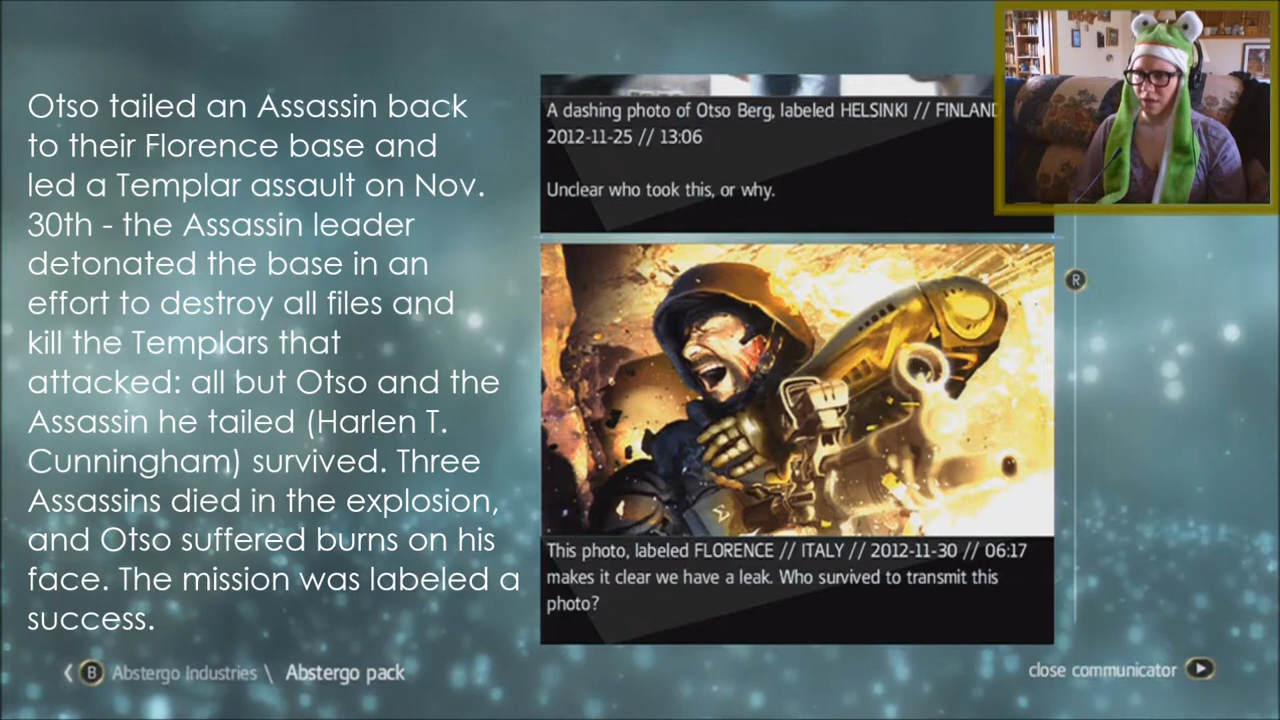 Otso tailed an Assassin back
to their Florence base and
led a Templar assault on Nov.
30th - the Assassin leader
detonated the base in an
effort to destroy all files and
kill the Templars that
attacked: all but Otso and the
Assassin he tailed (Harlen T.
Cunningham) survived. Three
Assassins died in the explosion,
and Otso suffered burns on his
face. The mission was labeled a
success.
A dashing photo of Otso Berg, labeled HELSINKI // FINLAND
2012-11-25 // 13:06
Unclear who took this, or why.
R
This photo, labeled FLORENCE // ITALY // 2012-11-30 // 06:17
makes it clear we have a leak. Who survived to transmit this
photo?
B Abstergo Industries \ Abstergo pack
close communicator